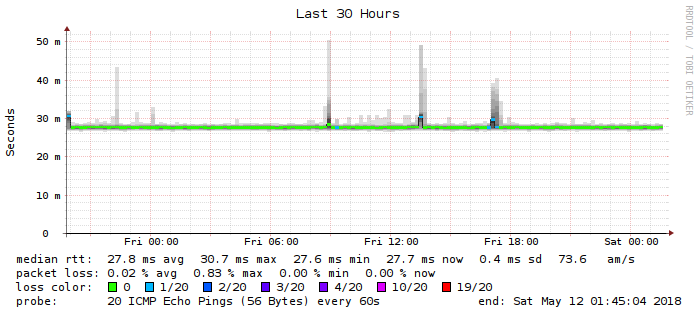 Last 30 Hours
RRDTOOL / TOBI OETIKER
Seconds
50 m
40 m
30 m
20 m
10 m
0
Fri 00:00 Fri 06:00 Fri 12:00 Fri 18:00 Sat 00:00
median rtt: 27.8 ms avg 30.7 ms max 27.6 ms min 27.7 ms now 0.4 ms sd 73.6 am/s
packet loss: 0.02 % avg 0.83 % max 0.00 % min 0.00 % now
loss color: 0 1/20 2/20 3/20 4/20 10/20 19/20
probe: 20 ICMP Echo Pings (56 Bytes) every 60s end: Sat May 12 01:45:04 2018